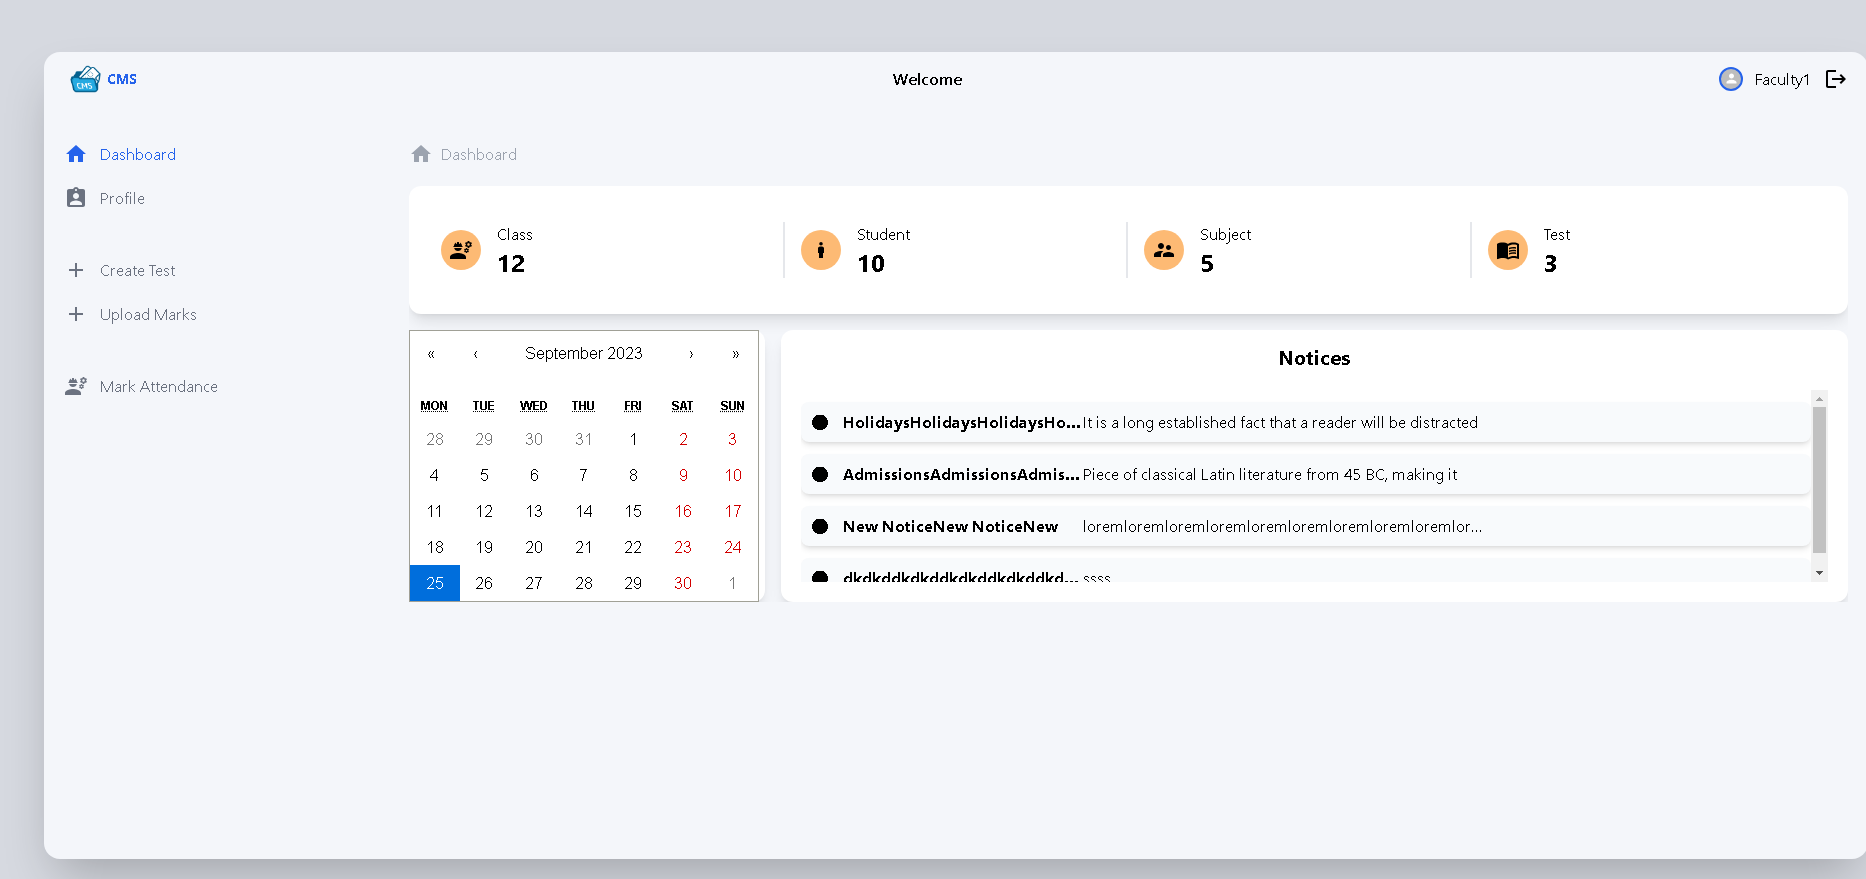 CMS CMS
Welcome
Faculty1
Dashboard
Profile
Create Test
Upload Marks
Mark Attendance
Dashboard
Class
12
Student
10
Subject
5
Test
3
« ‹ September 2023 › »
MON TUE WED THU FRI SAT SUN
28 29 30 31 1 2 3
4 5 6 7 8 9 10
11 12 13 14 15 16 17
18 19 20 21 22 23 24
25 26 27 28 29 30 1
Notices
HolidaysHolidaysHolidaysHo... It is a long established fact that a reader will be distracted
AdmissionsAdmissionsAdmis... Piece of classical Latin literature from 45 BC, making it
New NoticeNew NoticeNew loremloremloremloremloremloremloremloremloremlor...
dkdkddkdkddkdkddkdkddkd... ssss